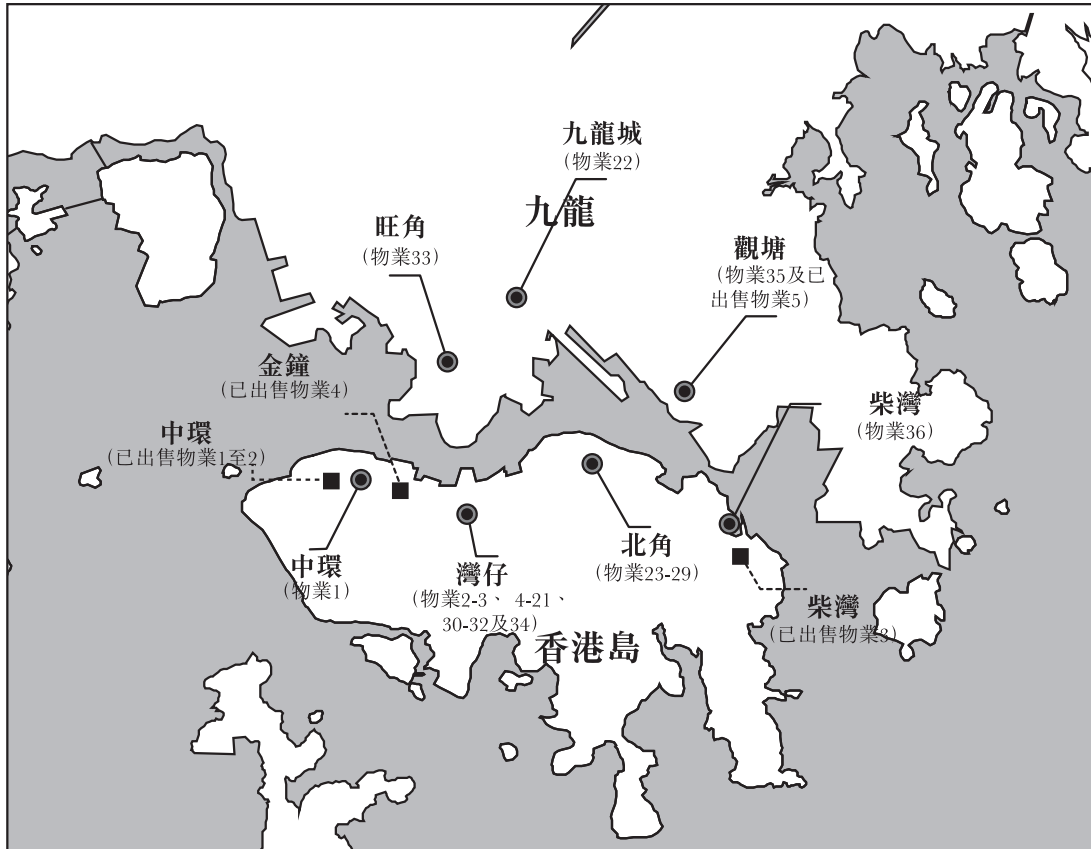 九龍城
(物業22)
九龍
旺角
(物業33)
觀塘
(物業35及已
出售物業5)
金鐘
(已出售物業4)
柴灣
(物業36)
中環
(已出售物業1至2)
北角
(物業23-29)
中環
(物業1)
灣仔
(物業2-3、 4-21、
30-32及34)
柴灣
(已出售物業3)
香港島